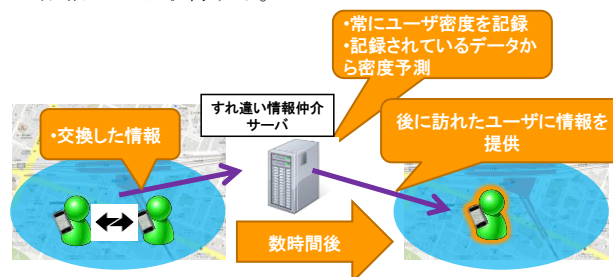 •常にユーザ密度を記録
•記録されているデータか
ら密度予測
すれ違い情報仲介
サーバ
•交換した情報
後に訪れたユーザに情報を
提供
数時間後